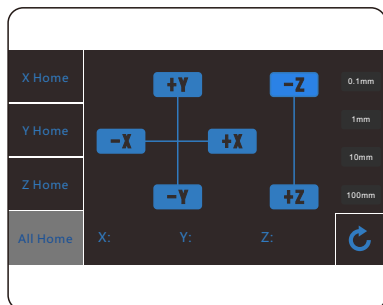 X Home
Y Home
Z Home
All Home
+Y
-X
+X
-Y
-Z
+Z
X:
Y:
Z:
0.1mm
1mm
10mm
100mm